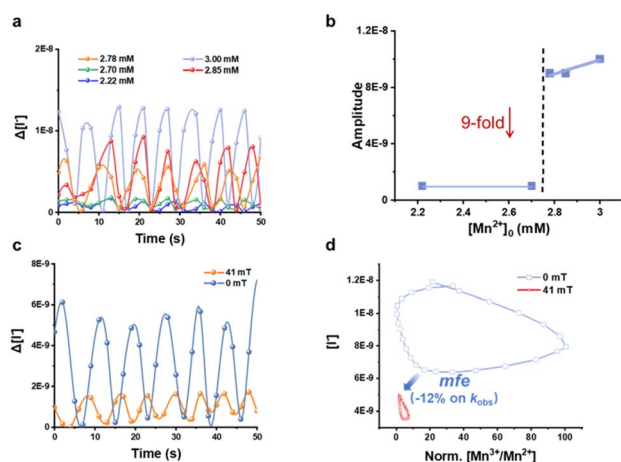 a
2E-8
1E-8
0
Δ[I-]
2.78 mM
2.70 mM
2.22 mM
3.00 mM
2.85 mM
0 10 20 30 40 50
Time (s)
b
1.2E-8
8E-9
4E-9
0
Amplitude
9-fold
2.2 2.4 2.6 2.8 3
[Mn²⁺]₀ (mM)
c
8E-9
6E-9
4E-9
2E-9
0
Δ[I-]
41 mT
0 mT
0 10 20 30 40 50
Time (s)
d
1.2E-8
1E-8
8E-9
6E-9
4E-9
[I-]
0 mT
41 mT
mfe
(-12% on kobs)
0 20 40 60 80 100
Norm. [Mn³⁺/Mn²⁺]